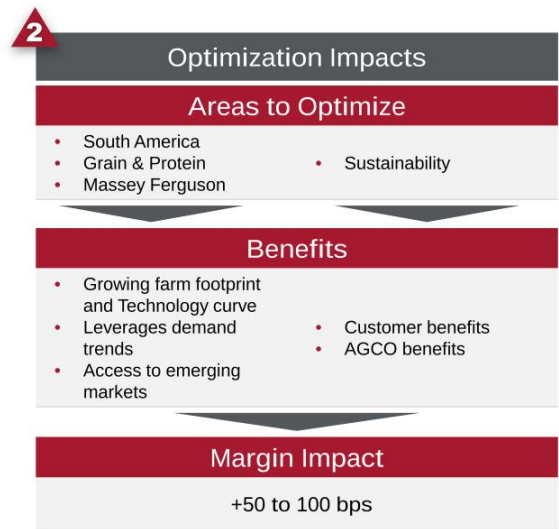 2
Optimization Impacts
Areas to Optimize
• South America
• Grain & Protein
• Massey Ferguson
• Sustainability
Benefits
• Growing farm footprint
and Technology curve
• Leverages demand
trends
• Access to emerging
markets
• Customer benefits
• AGCO benefits
Margin Impact
+50 to 100 bps